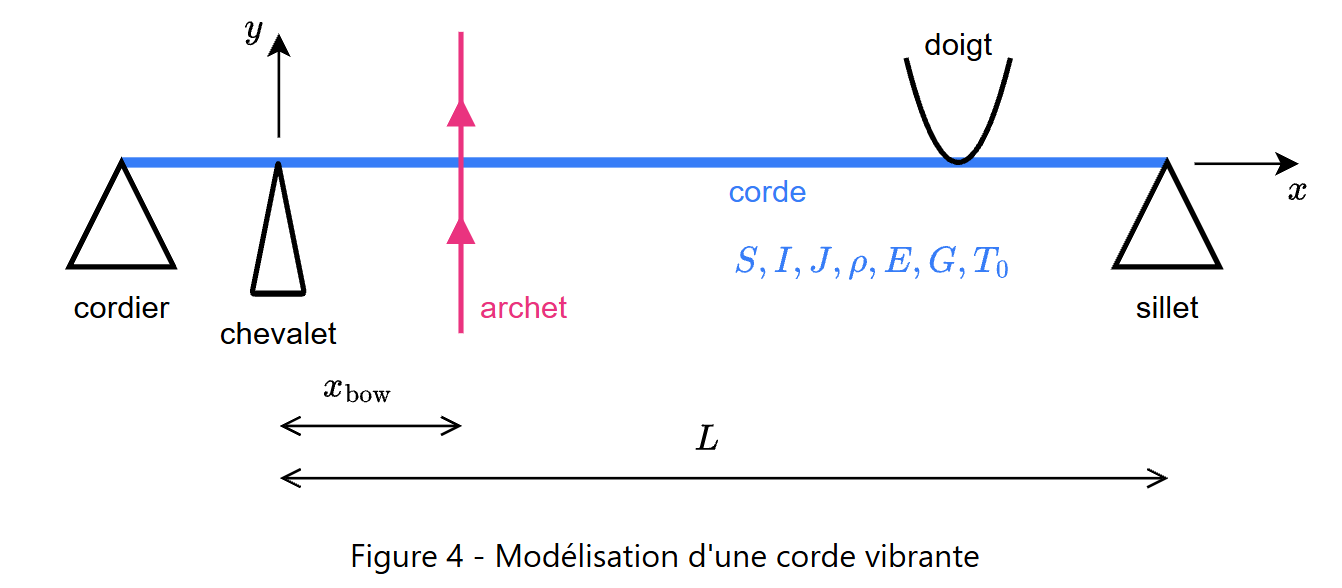 y
doigt
x
corde
S, I, J, ρ, E, G, T₀
cordier
archet
sillet
chevalet
x_bow
L
Figure 4 - Modélisation d'une corde vibrante